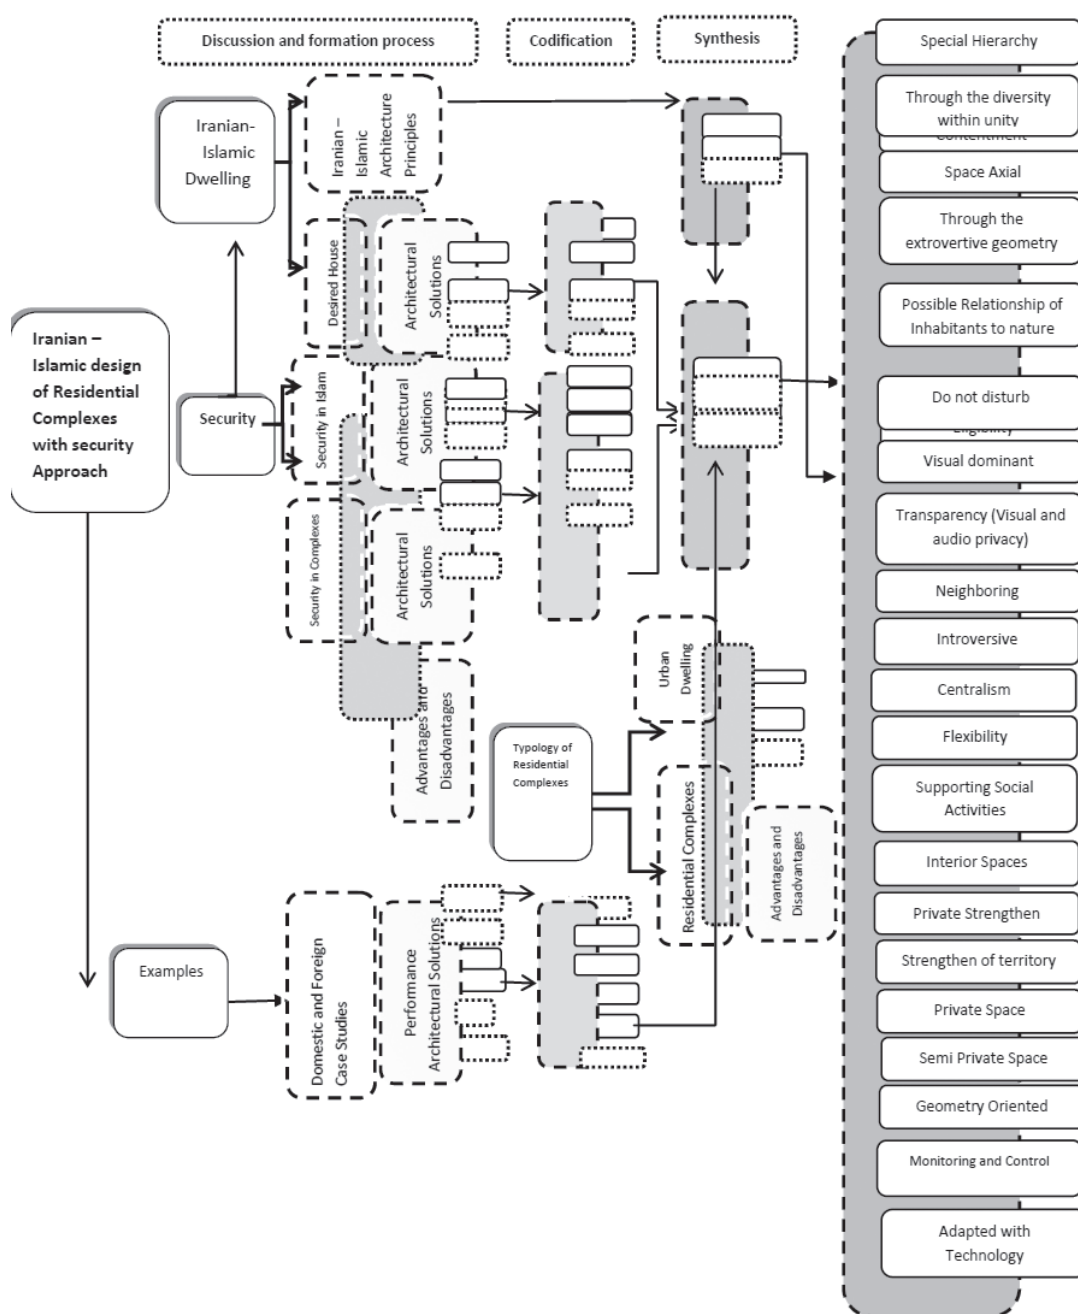 Discussion and formation process
Codification
Synthesis
Iranian –
Islamic design
of Residential
Complexes
with security
Approach
Iranian-
Islamic
Dwelling
Security
Examples
Iranian –
Islamic
Architecture
Principles
Desired House
Architectural
Solutions
Security in Islam
Architectural
Solutions
Security in Complexes
Architectural
Solutions
Advantages and
Disadvantages
Typology of
Residential
Complexes
Urban
Dwelling
Residential Complexes
Advantages and
Disadvantages
Domestic and Foreign
Case Studies
Performance
Architectural Solutions
Special Hierarchy
Through the diversity
within unity
Contentment
Space Axial
Through the
extrovertive geometry
Possible Relationship of
Inhabitants to nature
Do not disturb
Eligibility
Visual dominant
Transparency (Visual and
audio privacy)
Neighboring
Introversive
Centralism
Flexibility
Supporting Social
Activities
Interior Spaces
Private Strengthen
Strengthen of territory
Private Space
Semi Private Space
Geometry Oriented
Monitoring and Control
Adapted with
Technology